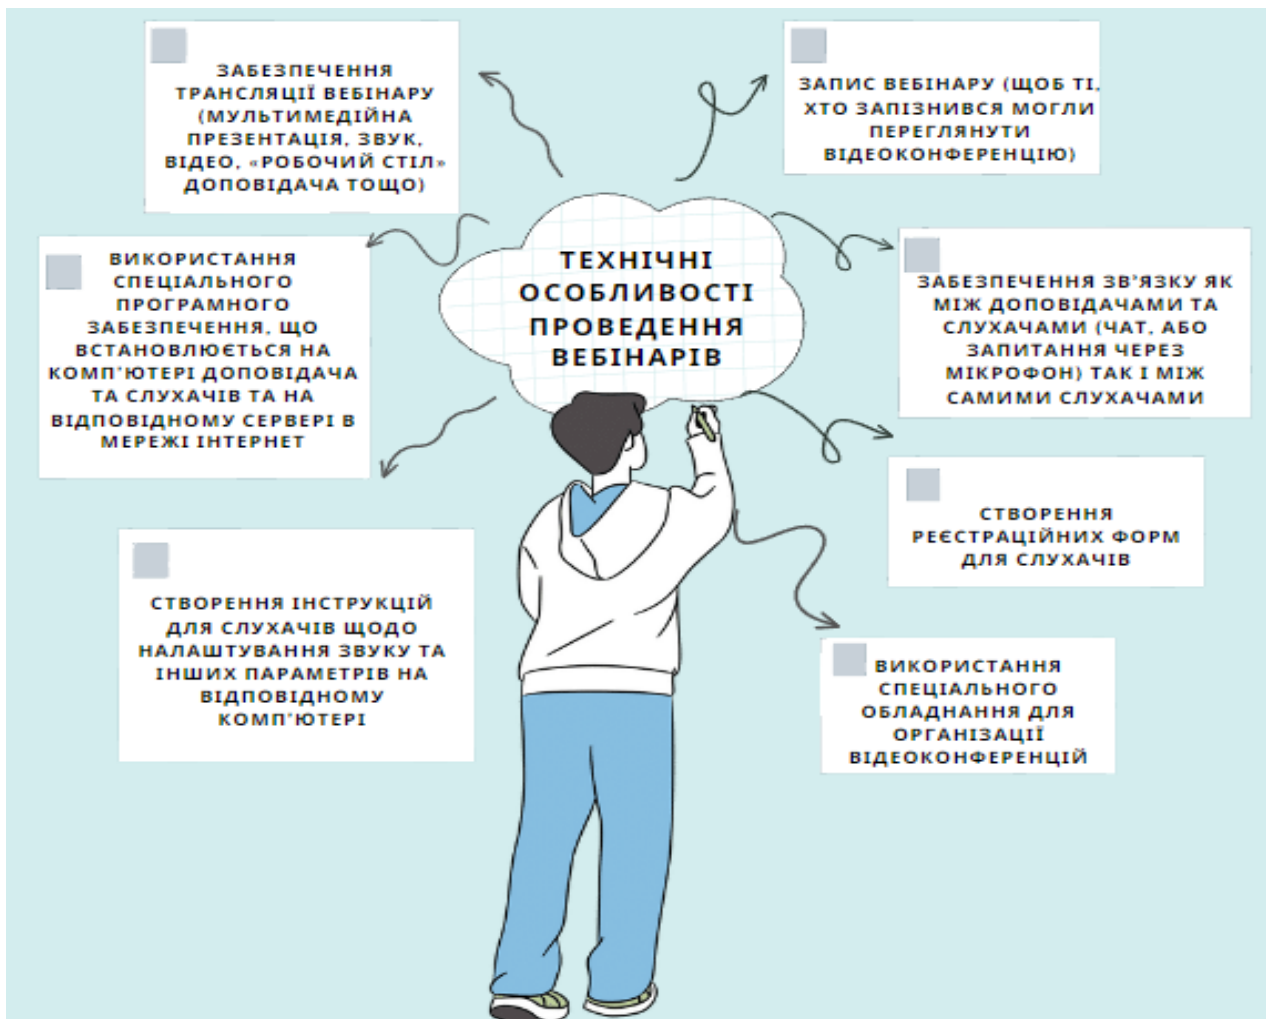 ТЕХНІЧНІ
ОСОБЛИВОСТІ
ПРОВЕДЕННЯ
ВЕБІНАРІВ
ЗАБЕЗПЕЧЕННЯ
ТРАНСЛЯЦІЇ ВЕБІНАРУ
(МУЛЬТИМЕДІЙНА
ПРЕЗЕНТАЦІЯ, ЗВУК,
ВІДЕО, «РОБОЧИЙ СТІЛ»
ДОПОВІДАЧА ТОЩО)
ВИКОРИСТАННЯ
СПЕЦІАЛЬНОГО
ПРОГРАМНОГО
ЗАБЕЗПЕЧЕННЯ, ЩО
ВСТАНОВЛЮЄТЬСЯ НА
КОМП'ЮТЕРІ ДОПОВІДАЧА
ТА СЛУХАЧІВ ТА НА
ВІДПОВІДНОМУ СЕРВЕРІ В
МЕРЕЖІ ІНТЕРНЕТ
СТВОРЕННЯ ІНСТРУКЦІЙ
ДЛЯ СЛУХАЧІВ ЩОДО
НАЛАШТУВАННЯ ЗВУКУ ТА
ІНШИХ ПАРАМЕТРІВ НА
ВІДПОВІДНОМУ
КОМП'ЮТЕРІ
ЗАПИС ВЕБІНАРУ (ЩОБ ТІ,
ХТО ЗАПІЗНИВСЯ МОГЛИ
ПЕРЕГЛЯНУТИ
ВІДЕОКОНФЕРЕНЦІЮ)
ЗАБЕЗПЕЧЕННЯ ЗВ'ЯЗКУ ЯК
МІЖ ДОПОВІДАЧАМИ ТА
СЛУХАЧАМИ (ЧАТ, АБО
ЗАПИТАННЯ ЧЕРЕЗ
МІКРОФОН) ТАК І МІЖ
САМИМИ СЛУХАЧАМИ
СТВОРЕННЯ
РЕЄСТРАЦІЙНИХ ФОРМ
ДЛЯ СЛУХАЧІВ
ВИКОРИСТАННЯ
СПЕЦІАЛЬНОГО
ОБЛАДНАННЯ ДЛЯ
ОРГАНІЗАЦІЇ
ВІДЕОКОНФЕРЕНЦІЙ